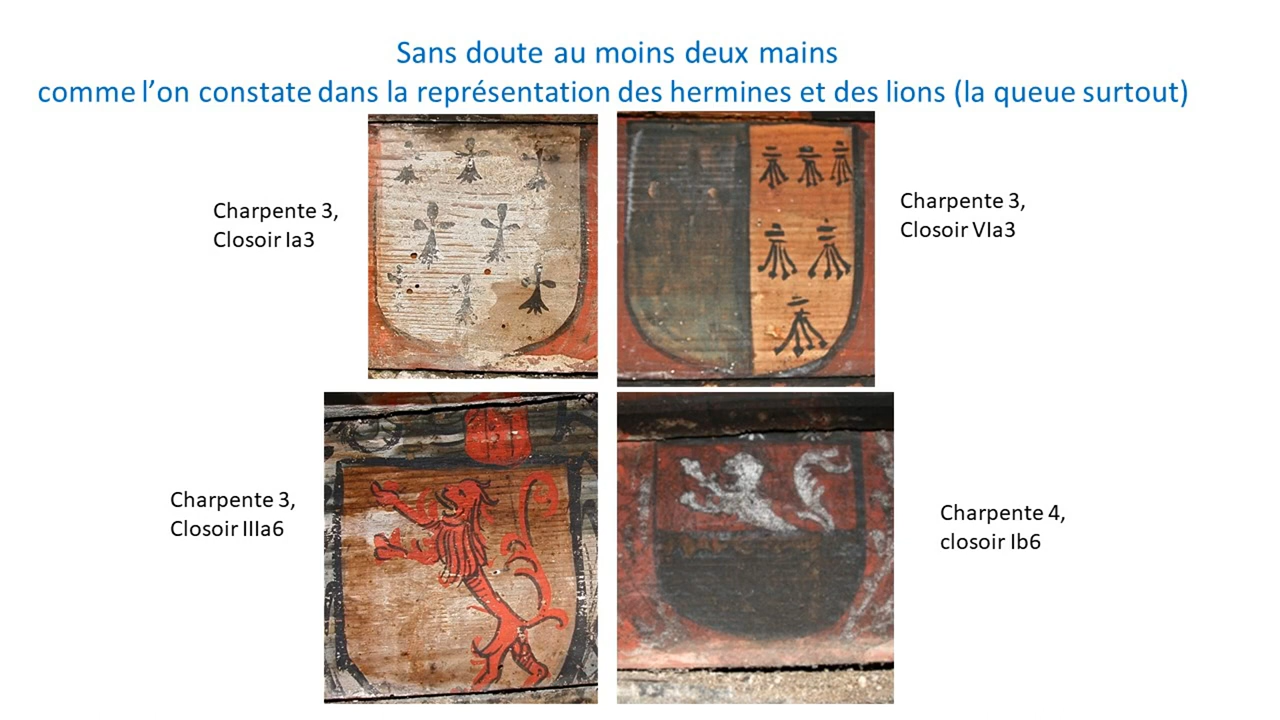 Sans doute au moins deux mains
comme l'on constate dans la représentation des hermines et des lions (la queue surtout)
Charpente 3,
Closoir Ia3
Charpente 3,
Closoir VIa3
Charpente 3,
Closoir IIIa6
Charpente 4,
closoir Ib6